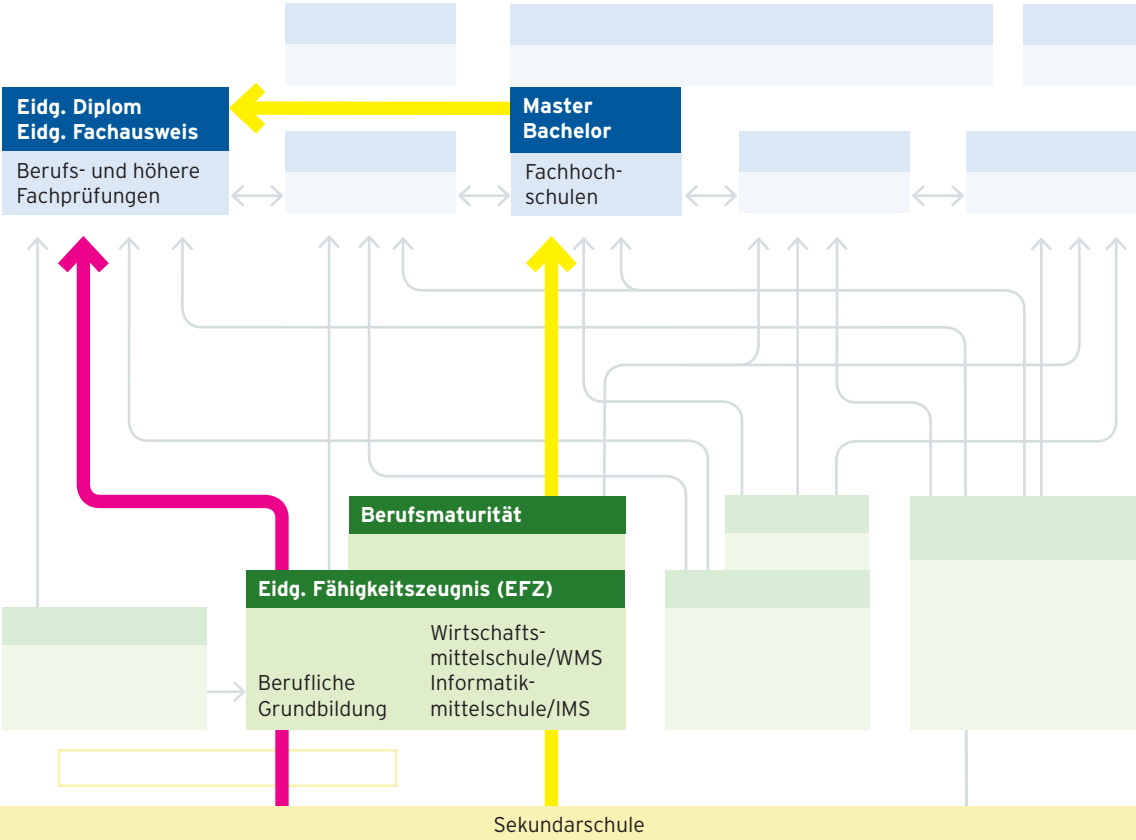 Eidg. Diplom
Eidg. Fachausweis
Berufs- und höhere
Fachprüfungen
Master
Bachelor
Fachhoch-
schulen
Berufsmaturität
Eidg. Fähigkeitszeugnis (EFZ)
Berufliche
Grundbildung
Wirtschafts-
mittelschule/WMS
Informatik-
mittelschule/IMS
Sekundarschule